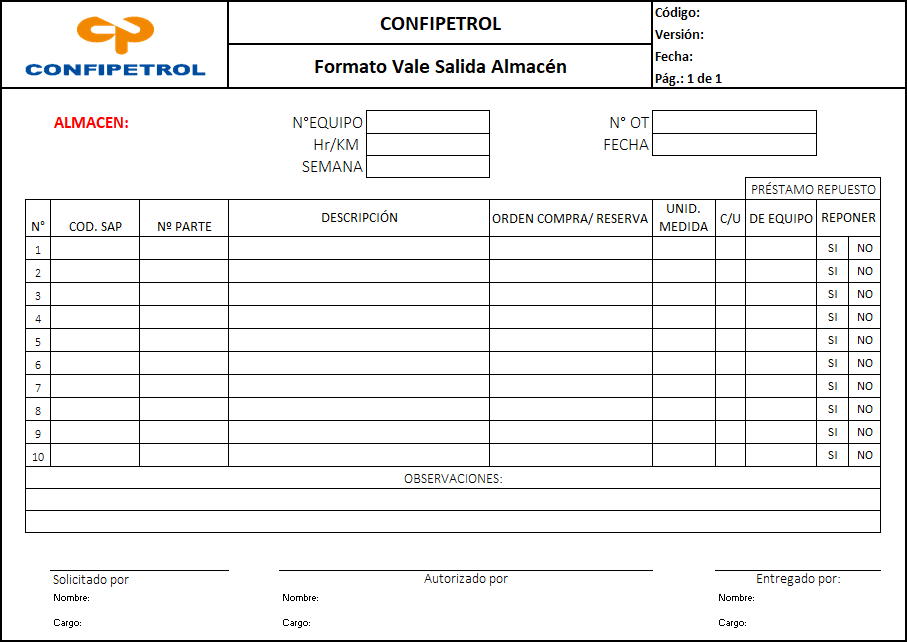 CONFIPETROL
CONFIPETROL
Formato Vale Salida Almacén
Código:
Versión:
Fecha:
Pág.: 1 de 1
ALMACEN:
N°EQUIPO
Hr/KM
SEMANA
N° OT
FECHA
PRÉSTAMO REPUESTO
N° COD. SAP Nº PARTE DESCRIPCIÓN ORDEN COMPRA/ RESERVA UNID. MEDIDA C/U DE EQUIPO REPONER
1 SI NO
2 SI NO
3 SI NO
4 SI NO
5 SI NO
6 SI NO
7 SI NO
8 SI NO
9 SI NO
10 SI NO
OBSERVACIONES:
Solicitado por Autorizado por Entregado por:
Nombre: Nombre: Nombre:
Cargo: Cargo: Cargo: